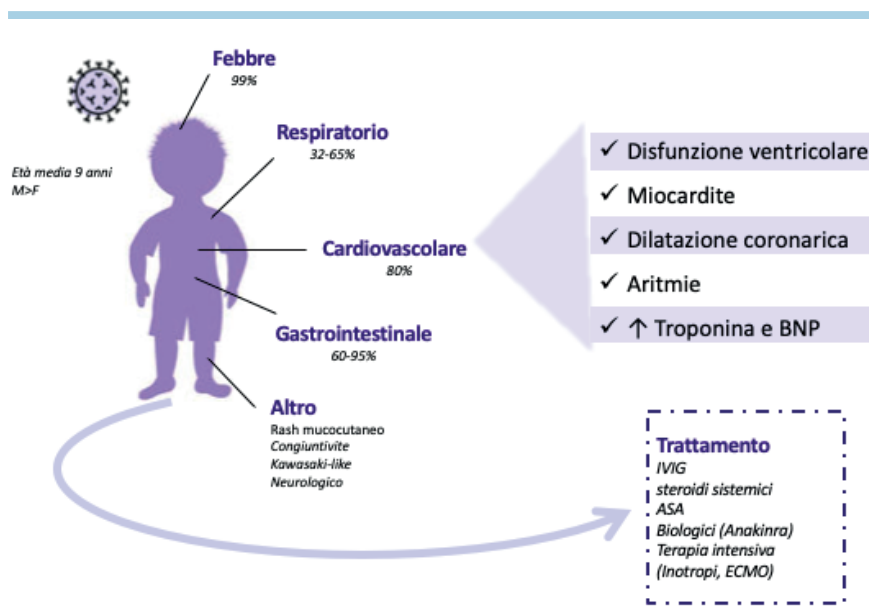 Febbre
99%
Età media 9 anni
M>F
Respiratorio
32-65%
Cardiovascolare
80%
Gastrointestinale
60-95%
Altro
Rash mucocutaneo
Congiuntivite
Kawasaki-like
Neurologico
✓ Disfunzione ventricolare
✓ Miocardite
✓ Dilatazione coronarica
✓ Aritmie
✓ ↑ Troponina e BNP
Trattamento
IVIG
steroidi sistemici
ASA
Biologici (Anakinra)
Terapia intensiva
(Inotropi, ECMO)